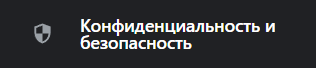 Конфиденциальность и
безопасность